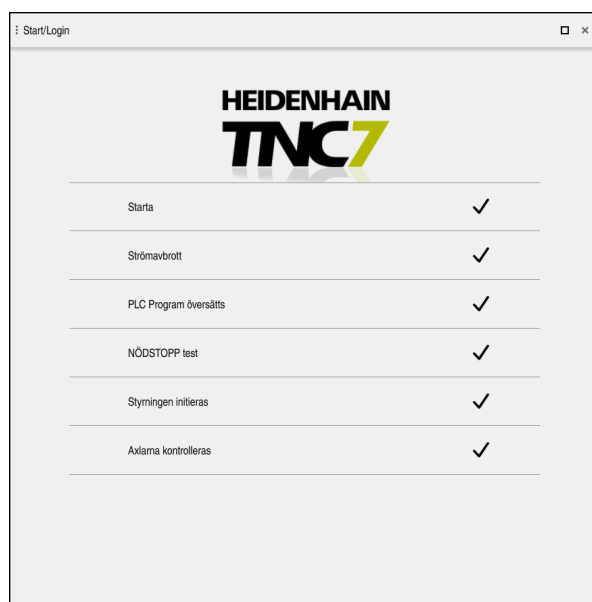 Start/Login
HEIDENHAIN
TNC7
Starta
Strömavbrott
PLC Program översätts
NÖDSTOPP test
Styrningen initieras
Axlarna kontrolleras